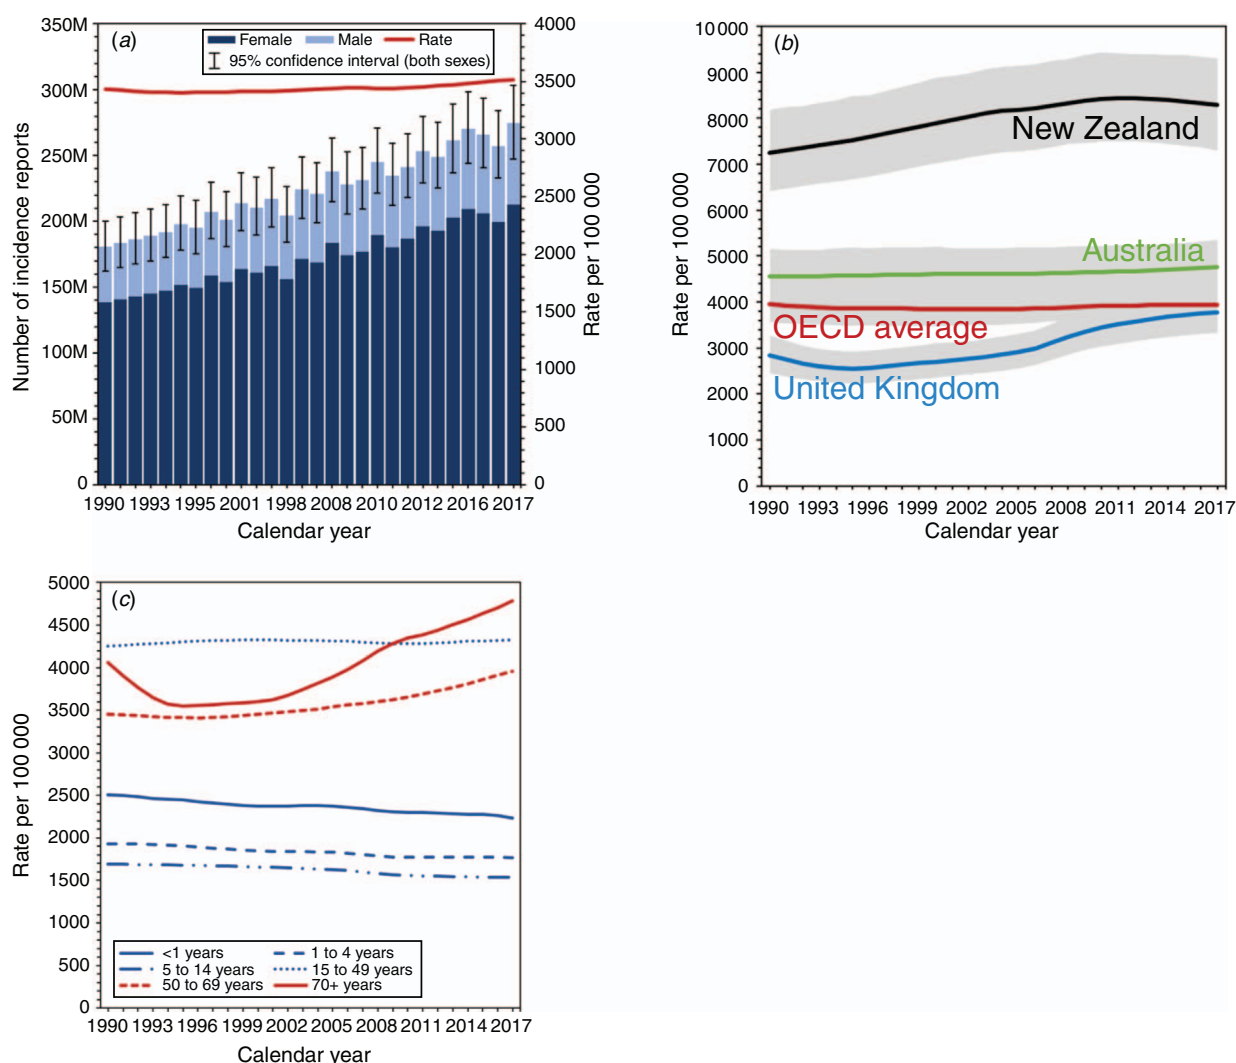 (a)
Female Male Rate
95% confidence interval (both sexes)
350M
300M
250M
200M
150M
100M
50M
0
Number of incidence reports
4000
3500
3000
2500
2000
1500
1000
500
0
Rate per 100 000
1990 1993 1995 2001 1998 2008 2010 2012 2016 2017
Calendar year
(b)
10 000
9000
8000
7000
6000
5000
4000
3000
2000
1000
0
Rate per 100 000
New Zealand
Australia
OECD average
United Kingdom
1990 1993 1996 1999 2002 2005 2008 2011 2014 2017
Calendar year
(c)
5000
4500
4000
3500
3000
2500
2000
1500
1000
500
0
Rate per 100 000
<1 years 1 to 4 years
5 to 14 years 15 to 49 years
50 to 69 years 70+ years
1990 1993 1996 1999 2002 2005 2008 2011 2014 2017
Calendar year